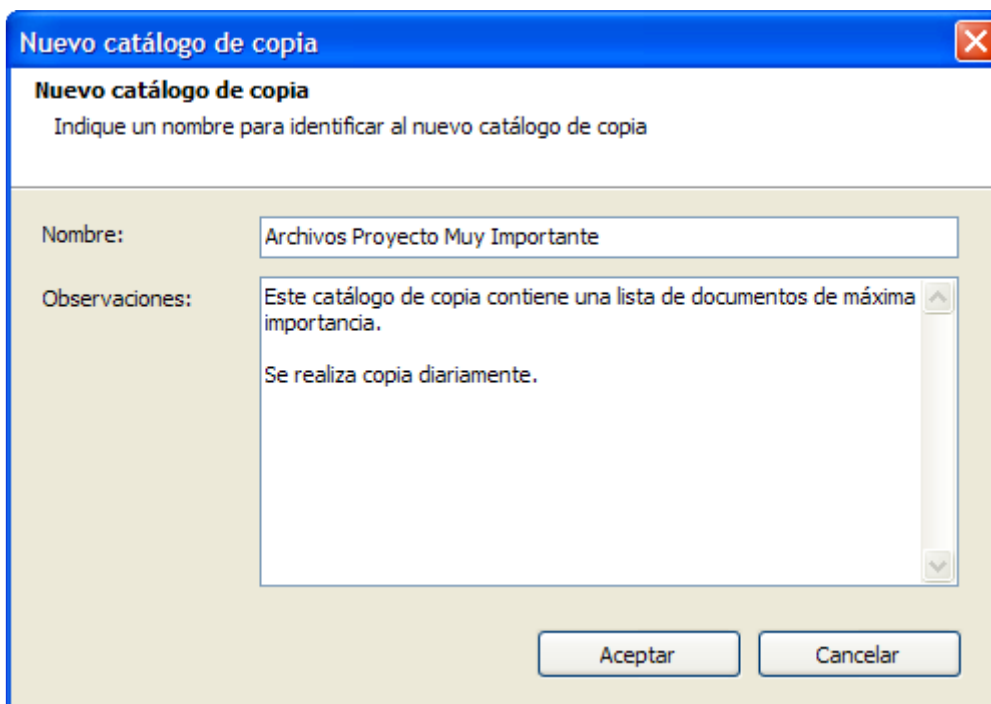 Nuevo catálogo de copia
Nuevo catálogo de copia
Indique un nombre para identificar al nuevo catálogo de copia
Nombre:
Archivos Proyecto Muy Importante
Observaciones:
Este catálogo de copia contiene una lista de documentos de máxima
importancia.
Se realiza copia diariamente.
Aceptar
Cancelar